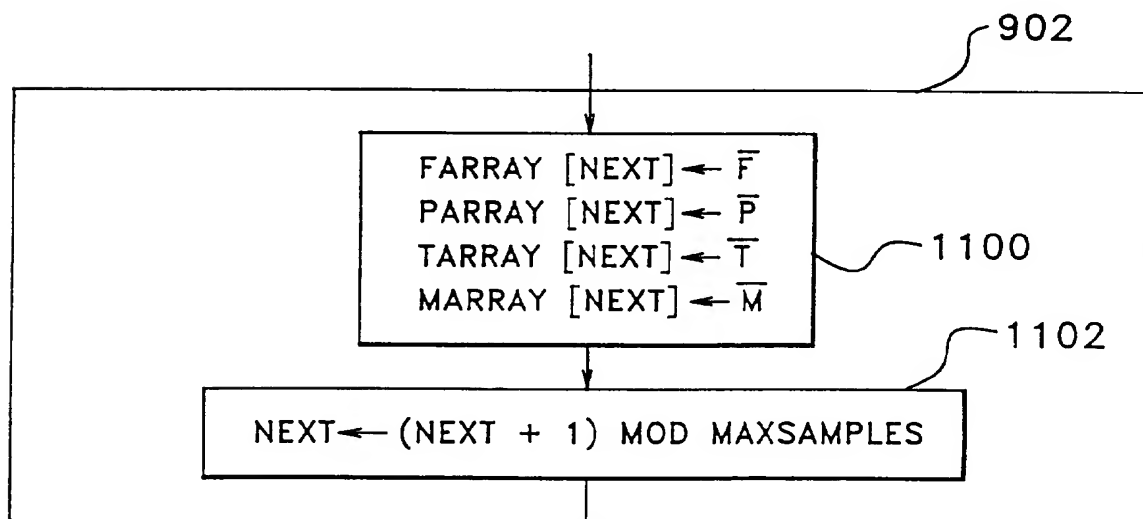 902
FARRAY [NEXT] ← F̅
PARRAY [NEXT] ← P̅
TARRAY [NEXT] ← T̅
MARRAY [NEXT] ← M̅
1100
1102
NEXT ← (NEXT + 1) MOD MAXSAMPLES